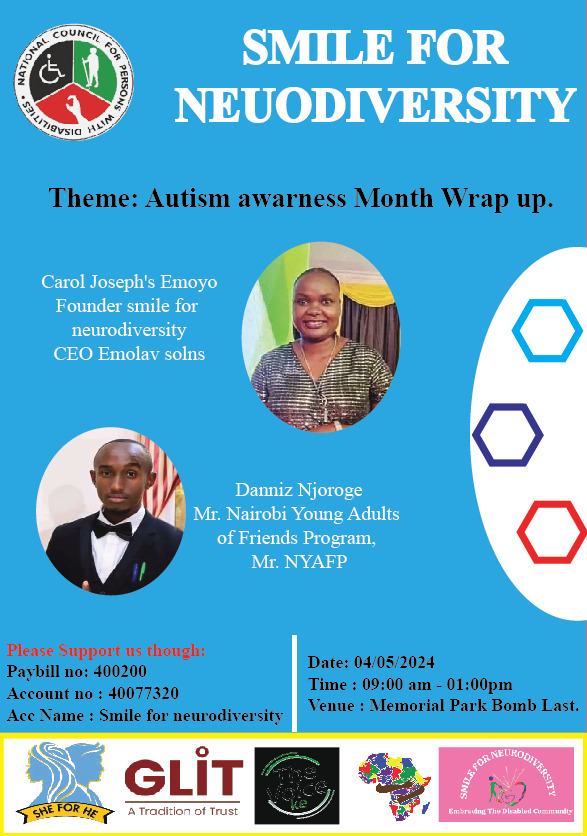 NATIONAL COUNCIL FOR PERSONS WITH DISABILITIES
SMILE FOR
NEUODIVERSITY
Theme: Autism awarness Month Wrap up.
Carol Joseph's Emoyo
Founder smile for
neurodiversity
CEO Emolav solns
Danniz Njoroge
Mr. Nairobi Young Adults
of Friends Program,
Mr. NYAFP
Please Support us though:
Paybill no: 400200
Account no : 40077320
Acc Name : Smile for neurodiversity
Date: 04/05/2024
Time : 09:00 am - 01:00pm
Venue : Memorial Park Bomb Last.
SHE FOR HE
GLIT
A Tradition of Trust
The
Voice
ke
SMILE FOR NEURODIVERSITY
Embracing The Disabled Community